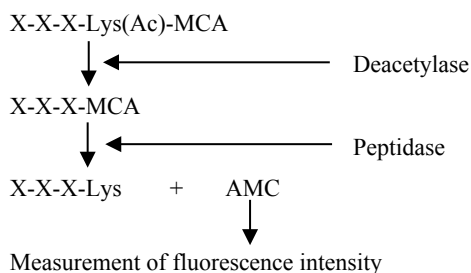 X-X-X-Lys(Ac)-MCA
Deacetylase
X-X-X-MCA
Peptidase
X-X-X-Lys + AMC
Measurement of fluorescence intensity